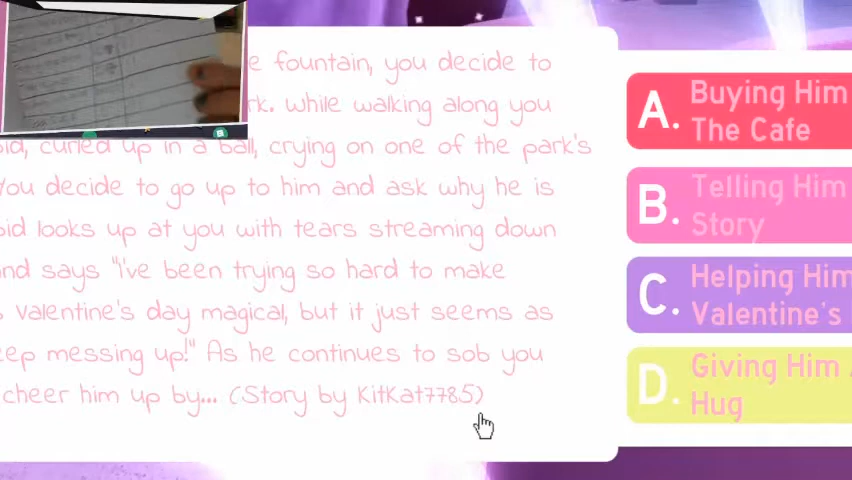 e fountain, you decide to
rk. While walking along you
id, curled up in a ball, crying on one of the park's
You decide to go up to him and ask why he is
id looks up at you with tears streaming down
and says "I've been trying so hard to make
s valentine's day magical, but it just seems as
eep messing up!" As he continues to sob you
cheer him up by... (Story by KitKat7785)
A. Buying Him
The Cafe
B. Telling Him
Story
C. Helping Him
Valentine's
D. Giving Him A
Hug